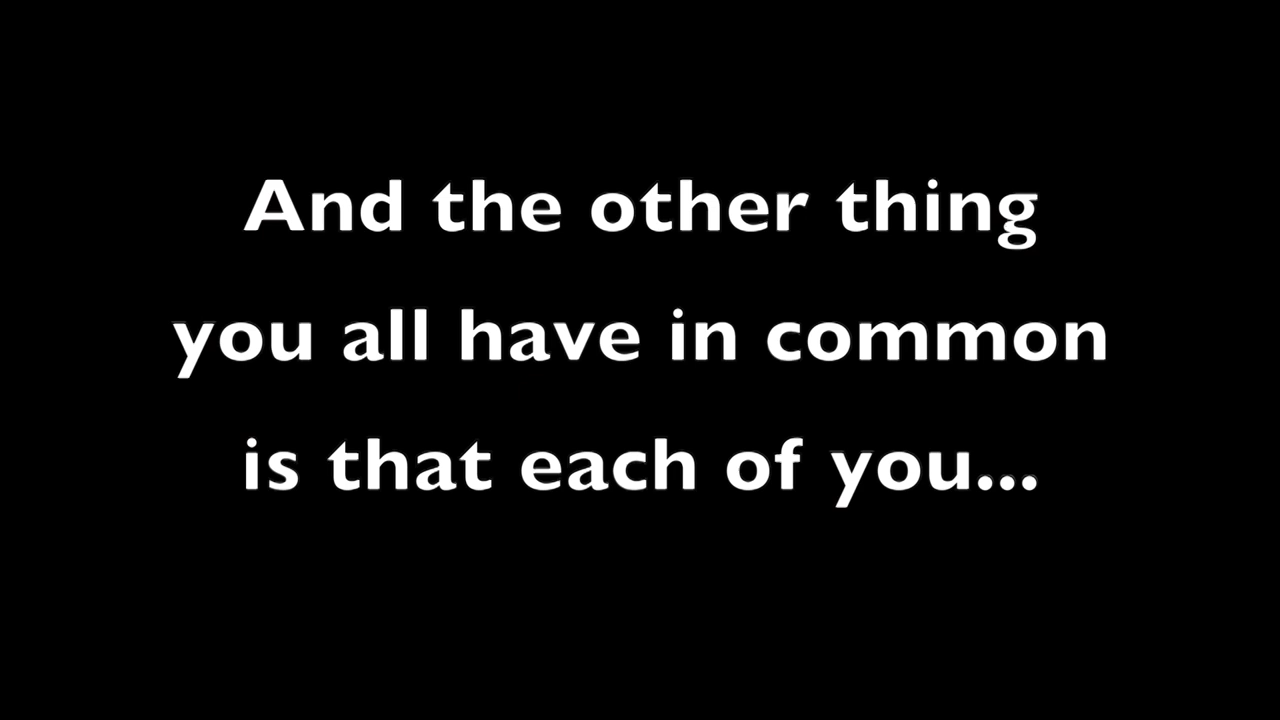 And the other thing
you all have in common
is that each of you...